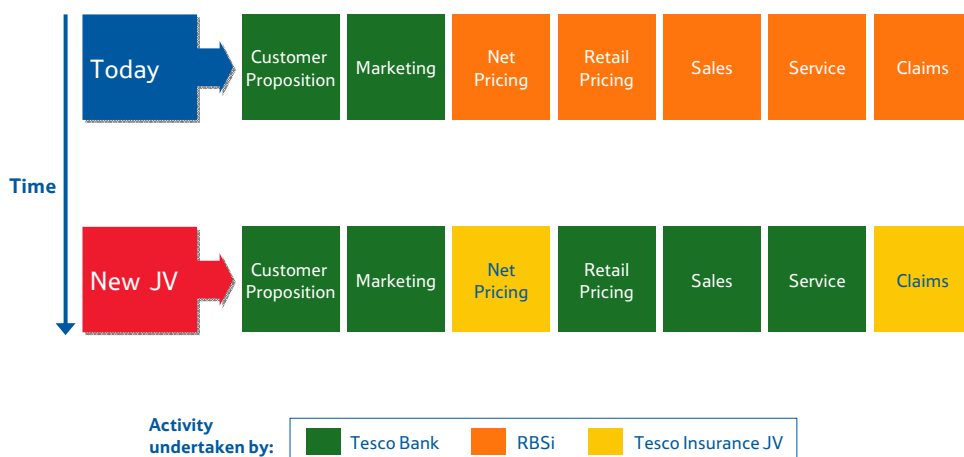 Today
Customer
Proposition
Marketing
Net
Pricing
Retail
Pricing
Sales
Service
Claims
Time
New JV
Customer
Proposition
Marketing
Net
Pricing
Retail
Pricing
Sales
Service
Claims
Activity
undertaken by:
Tesco Bank
RBSi
Tesco Insurance JV